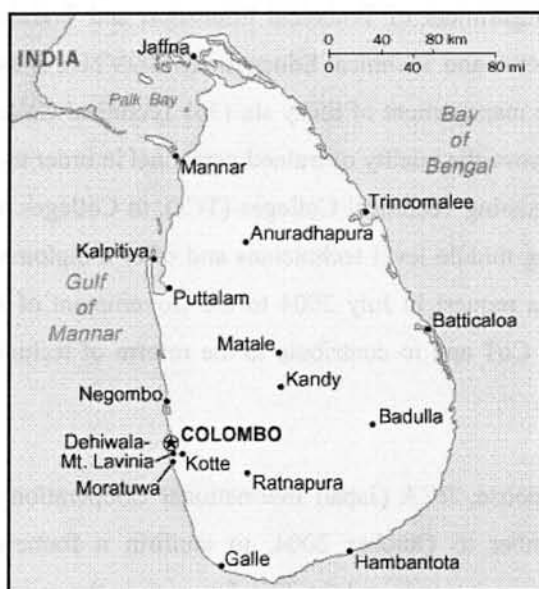 INDIA
Jaffna
0 40 80 km
0 40 80 mi
Palk Bay
Bay
of
Bengal
Mannar
Trincomalee
Anuradhapura
Kalpitiya
Gulf
of
Mannar
Puttalam
Batticaloa
Matale
Kandy
Negombo
Badulla
Dehiwala-
Mt. Lavinia
COLOMBO
Kotte
Moratuwa
Ratnapura
Galle
Hambantota